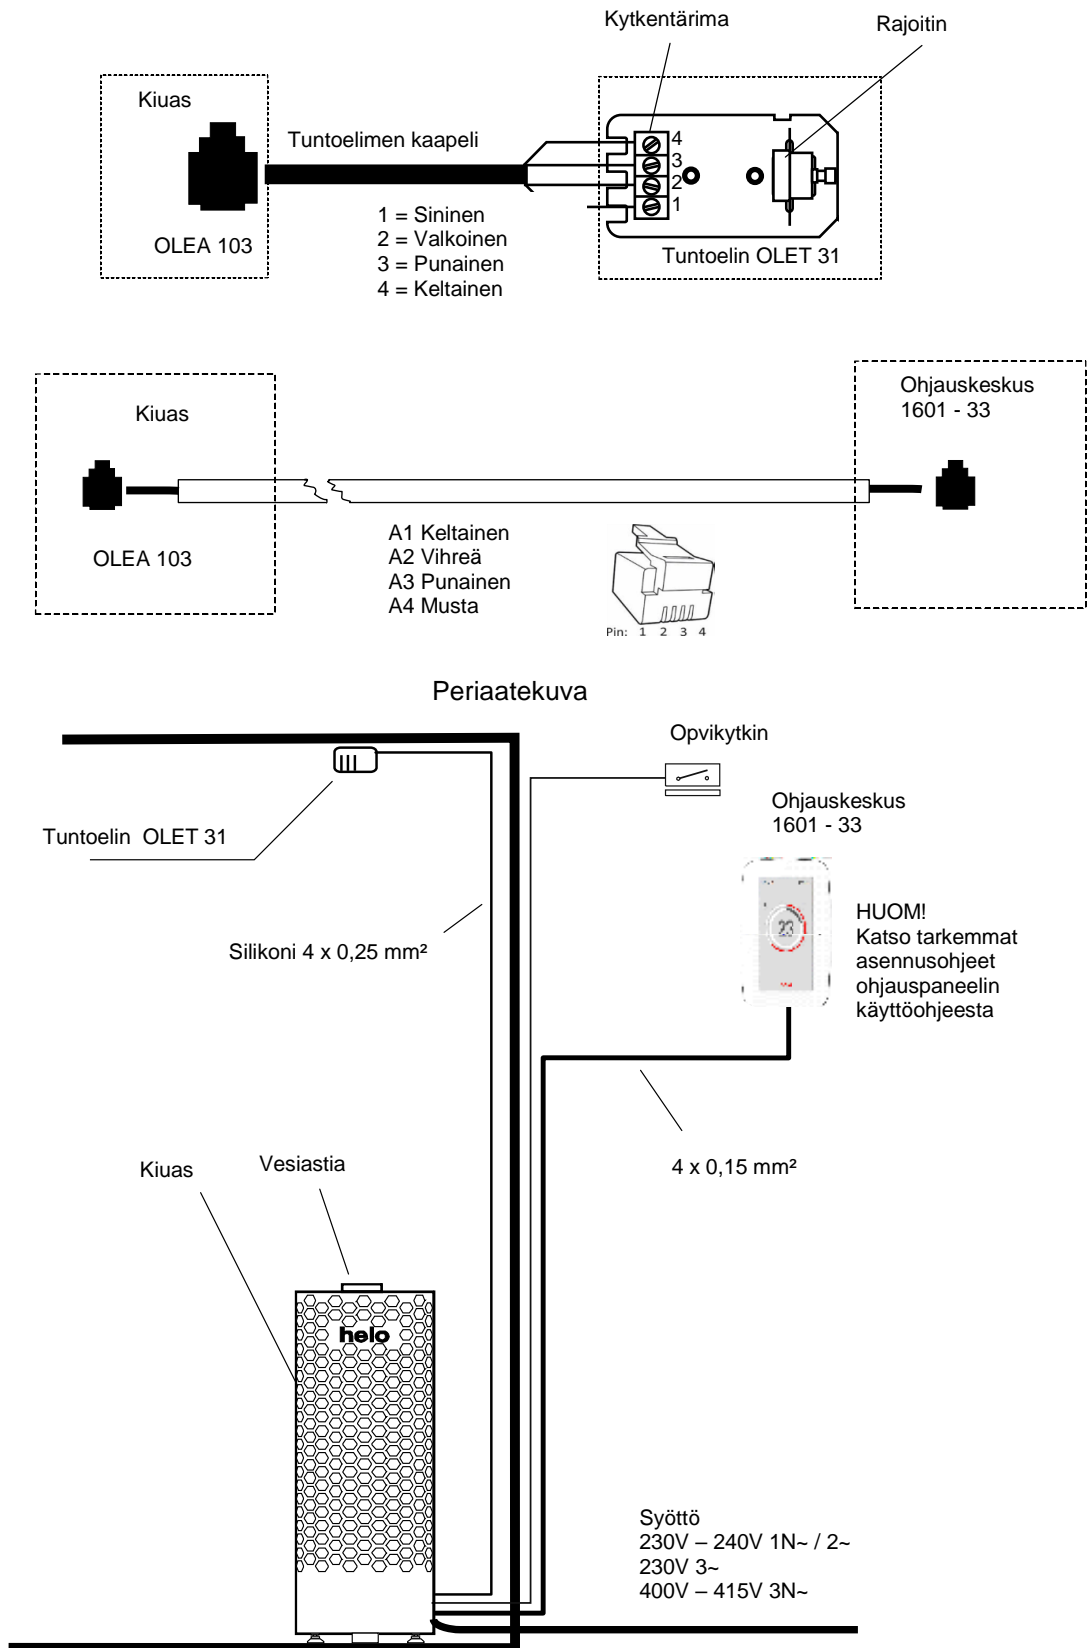 Kytkentärima
Rajoitin
Kiuas
Tuntoelimen kaapeli
4
3
2
1
1 = Sininen
2 = Valkoinen
3 = Punainen
4 = Keltainen
OLEA 103
Tuntoelin OLET 31
Kiuas
Ohjauskeskus
1601 - 33
OLEA 103
A1 Keltainen
A2 Vihreä
A3 Punainen
A4 Musta
Pin: 1 2 3 4
Periaatekuva
Opvikytkin
Ohjauskeskus
1601 - 33
Tuntoelin OLET 31
23
HUOM!
Katso tarkemmat
asennusohjeet
ohjauspaneelin
käyttöohjeesta
Silikoni 4 x 0,25 mm²
4 x 0,15 mm²
Kiuas
Vesiastia
helo
Syöttö
230V – 240V 1N~ / 2~
230V 3~
400V – 415V 3N~